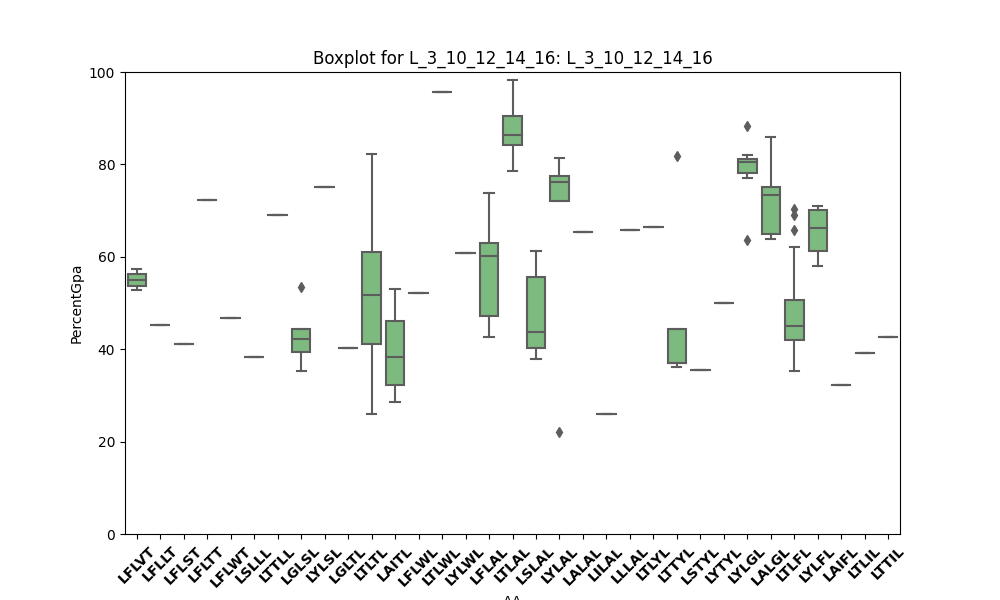 Boxplot for L_3_10_12_14_16: L_3_10_12_14_16
100
80
60
40
20
0
PercentGpa
LFLVT
LFLLT
LFLST
LFLTT
LFLWT
LSLLL
LTTLL
LGLSL
LYLSL
LGLTL
LTLTL
LAITL
LFLWL
LTLWL
LYLWL
LFLAL
LTLAL
LSLAL
LYLAL
LALAL
LILAL
LLLAL
LTLYL
LTTYL
LSTYL
LYTYL
LYLGL
LALGL
LTLFL
LYLFL
LAIFL
LTLIL
LTTIL